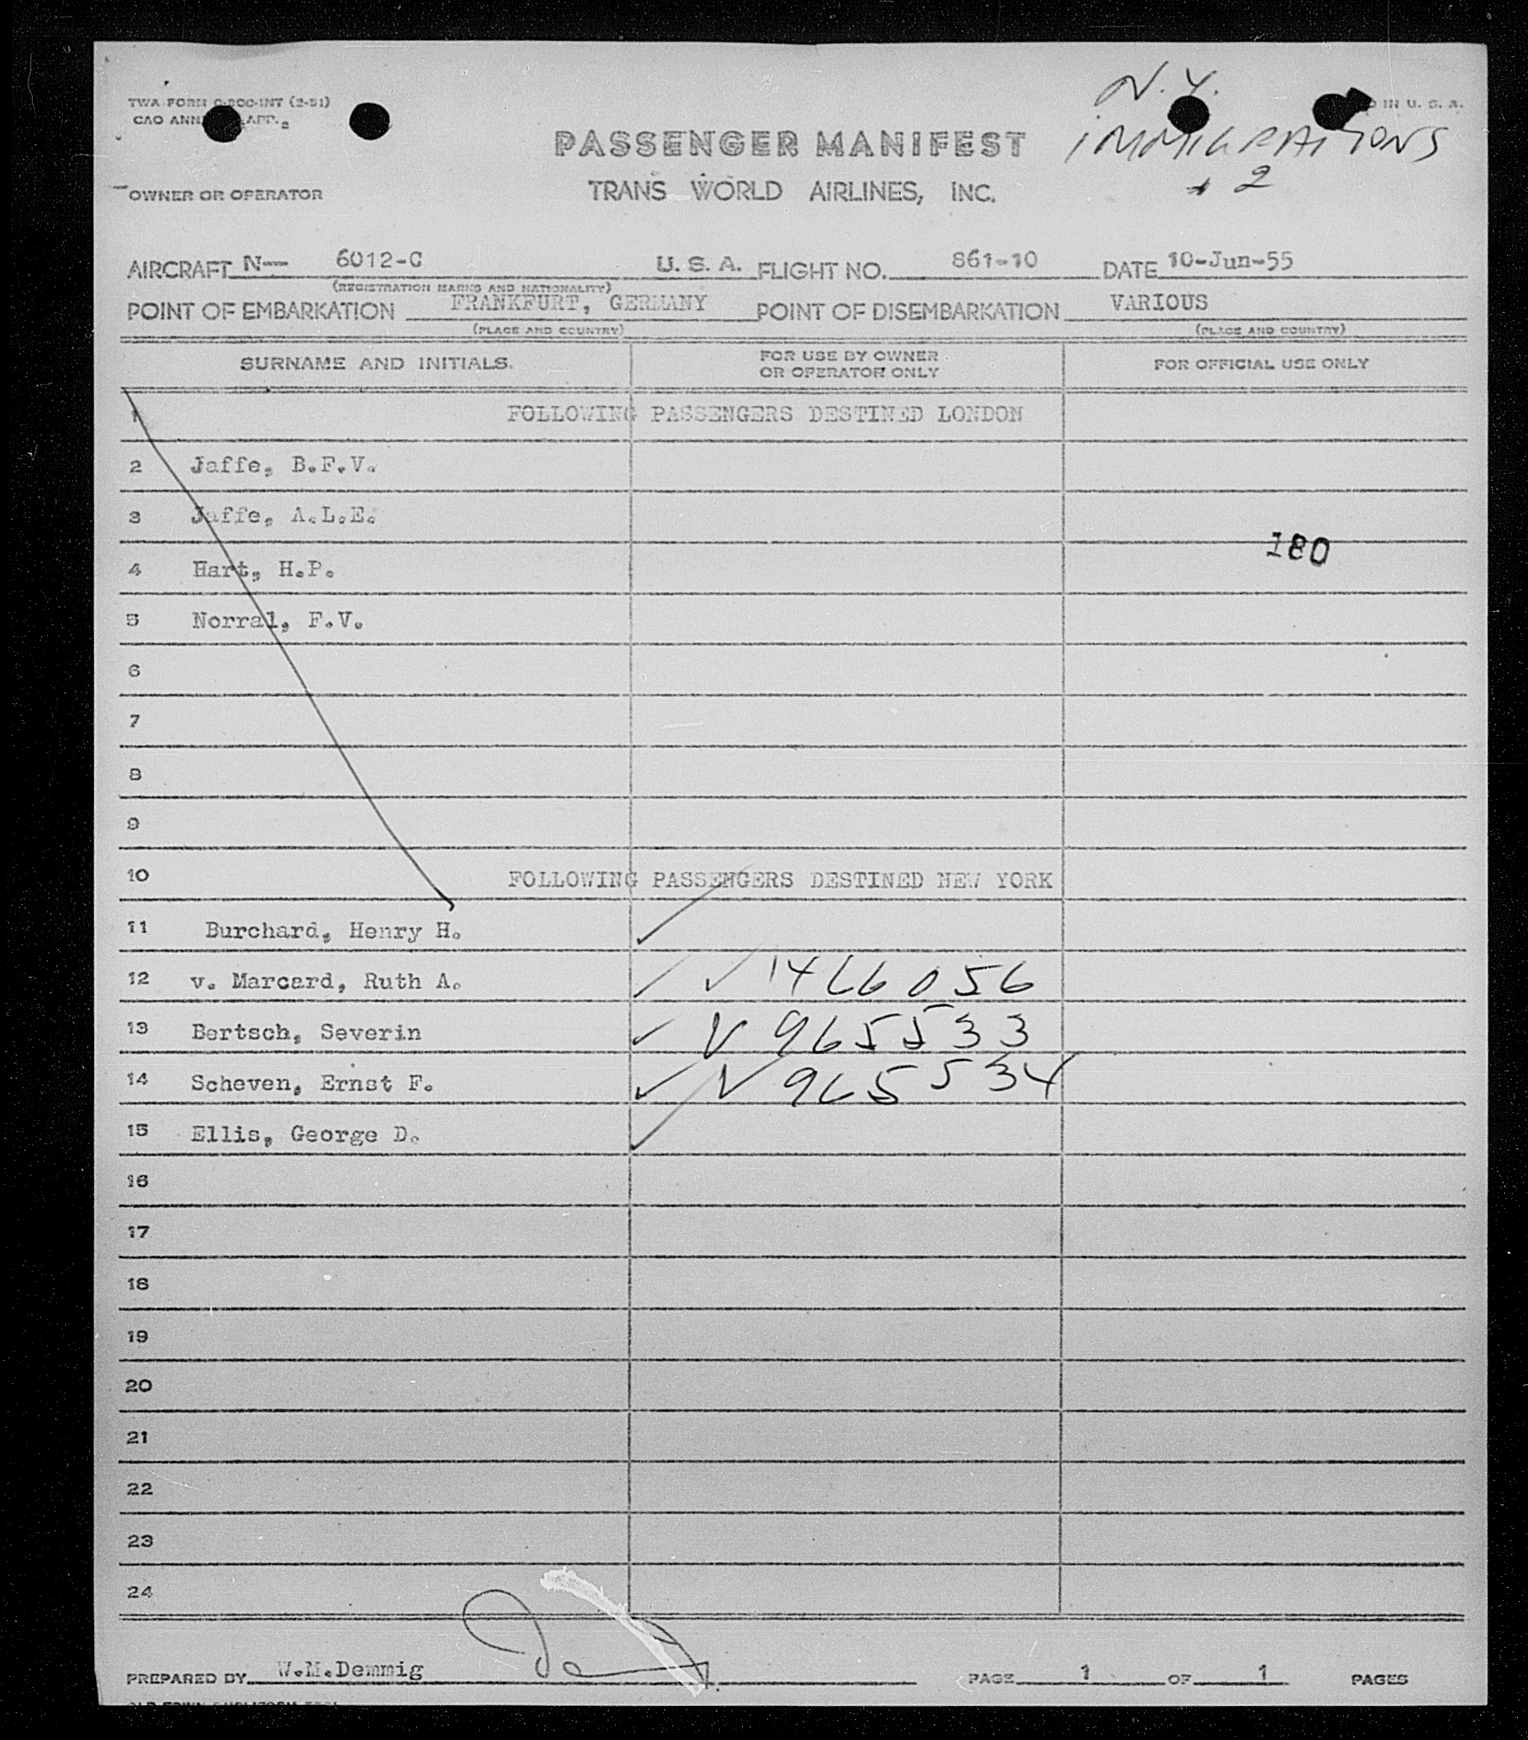 TWA FORM
N.Y.
IN U. S. A.
CAO
PASSENGER MANIFEST
IMMIGRATIONS
OWNER OR OPERATOR
TRANS WORLD AIRLINES, INC.
2
AIRCRAFT N— 6012-C U. S. A. FLIGHT NO. 861-10 DATE 10-Jun-55
(REGISTRATION MARKS AND NATIONALITY)
POINT OF EMBARKATION FRANKFURT, GERMANY POINT OF DISEMBARKATION VARIOUS
(PLACE AND COUNTRY) (PLACE AND COUNTRY)
SURNAME AND INITIALS. FOR USE BY OWNER OR OPERATOR ONLY FOR OFFICIAL USE ONLY
1 FOLLOWING PASSENGERS DESTINED LONDON
2 Jaffe, B.F.V.
3 Jaffe, A.L.E.
180
4 Hart, H.P.
5 Norral, F.V.
6
7
8
9
10 FOLLOWING PASSENGERS DESTINED NEW YORK
11 Burchard, Henry H. ✓
12 v. Marcard, Ruth A. ✓ ✓ 1466056
13 Bertsch, Severin ✓ V 965533
14 Scheven, Ernst F. ✓ V 965534
15 Ellis, George D. ✓
16
17
18
19
20
21
22
23
24
PREPARED BY W.M.Demmig PAGE 1 OF 1 PAGES